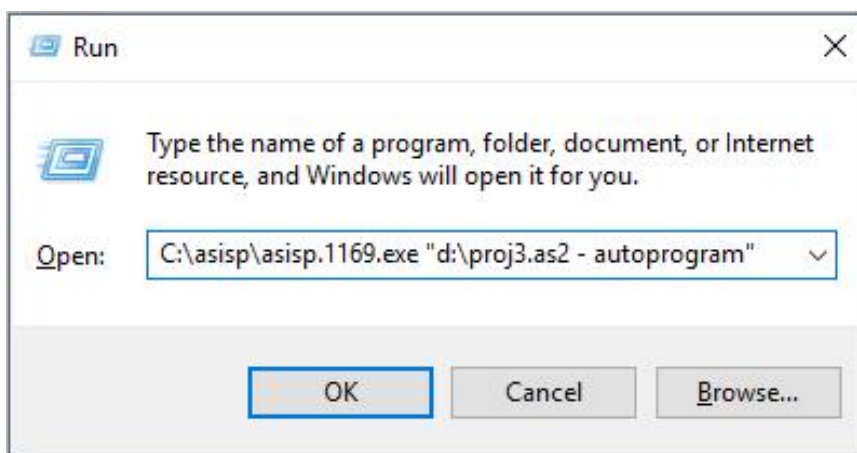 Run
Type the name of a program, folder, document, or Internet
resource, and Windows will open it for you.
Open: C:\asisp\asisp.1169.exe "d:\proj3.as2 - autoprogram"
OK Cancel Browse...